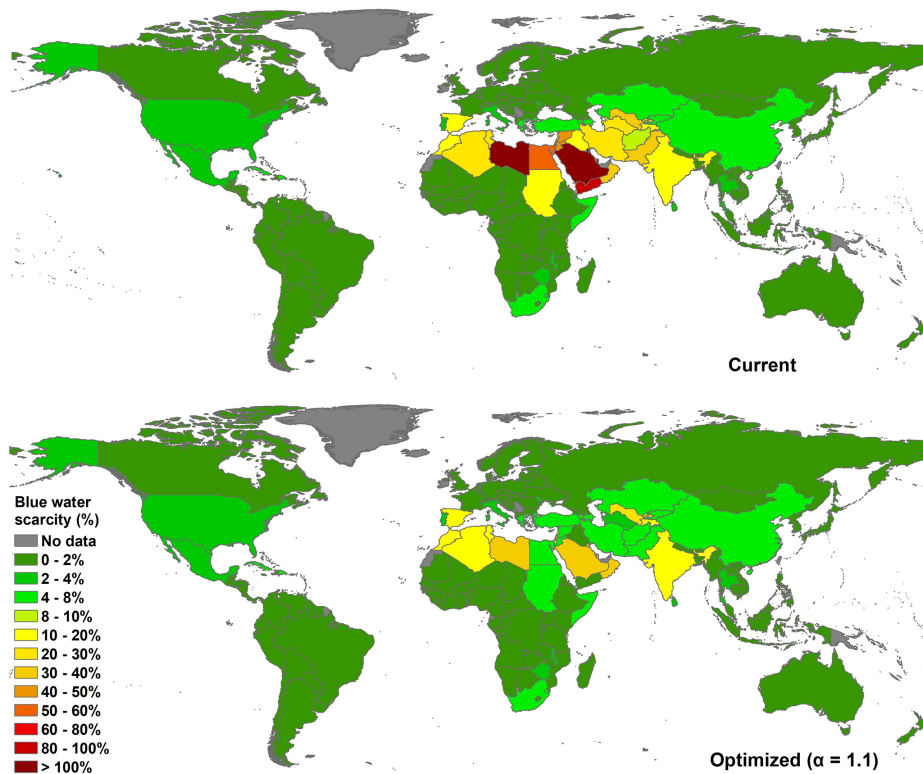 Current
Blue water
scarcity (%)
No data
0 - 2%
2 - 4%
4 - 8%
8 - 10%
10 - 20%
20 - 30%
30 - 40%
40 - 50%
50 - 60%
60 - 80%
80 - 100%
> 100%
Optimized (α = 1.1)